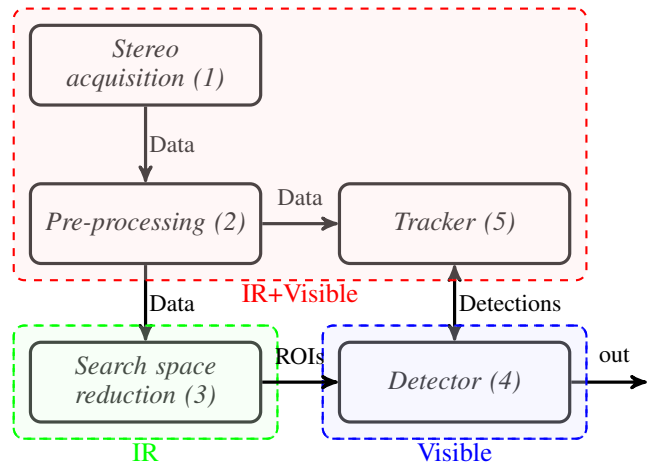 Stereo
acquisition (1)
Data
Pre-processing (2)
Data
Tracker (5)
IR+Visible
Data
Detections
Search space
reduction (3)
ROIs
Detector (4)
out
IR
Visible